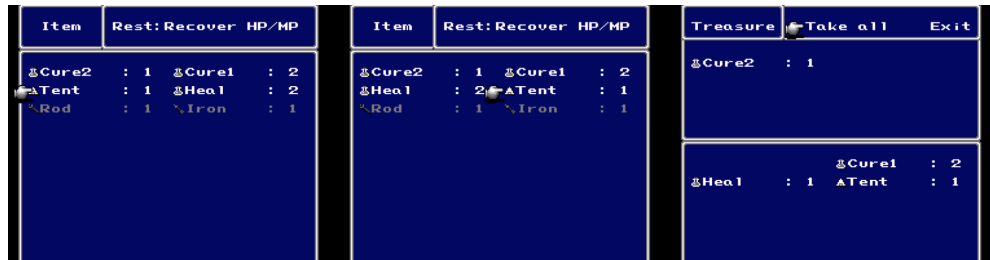 Item Rest:Recover HP/MP
Cure2 : 1 Cure1 : 2
Tent : 1 Heal : 2
Rod : 1 Iron : 1
Item Rest:Recover HP/MP
Cure2 : 1 Cure1 : 2
Heal : 2 Tent : 1
Rod : 1 Iron : 1
Treasure Take all Exit
Cure2 : 1
Cure1 : 2
Heal : 1 Tent : 1